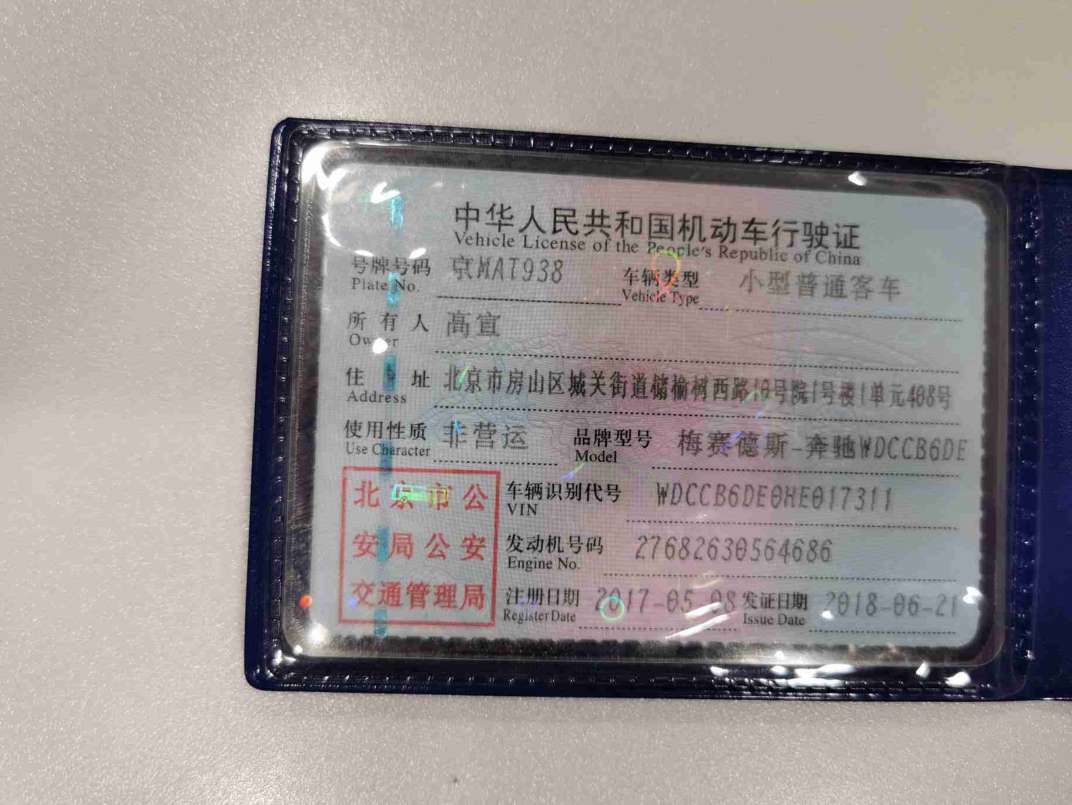 中华人民共和国机动车行驶证
Vehicle License of the People's Republic of China
号牌号码 京MAT938 车辆类型 小型普通客车
Plate No. Vehicle Type
所有人 高宣
Owner
住址 北京市房山区城关街道储榆树西路10号院1号楼1单元408号
Address
使用性质 非营运 品牌型号 梅赛德斯-奔驰WDCCB6DE
Use Character Model
北京市公
安局公安
交通管理局
车辆识别代号 WDCCB6DE0HE017311
VIN
发动机号码 27682630564686
Engine No.
注册日期 2017-05-08 发证日期 2018-06-21
Register Date Issue Date